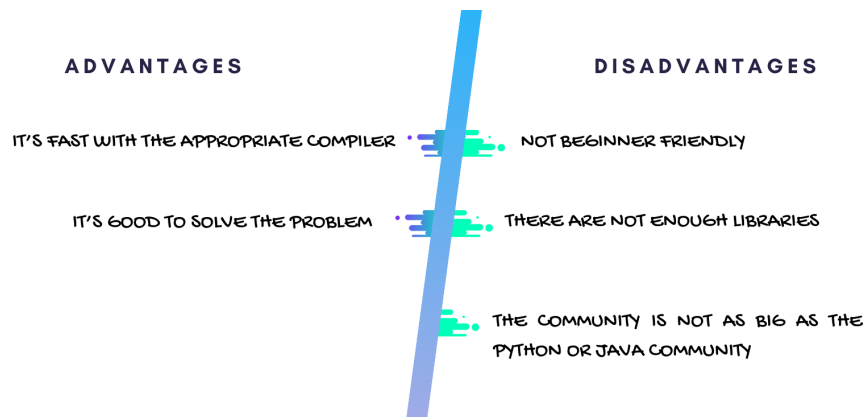 ADVANTAGES
DISADVANTAGES
IT'S FAST WITH THE APPROPRIATE COMPILER
NOT BEGINNER FRIENDLY
IT'S GOOD TO SOLVE THE PROBLEM
THERE ARE NOT ENOUGH LIBRARIES
THE COMMUNITY IS NOT AS BIG AS THE
PYTHON OR JAVA COMMUNITY